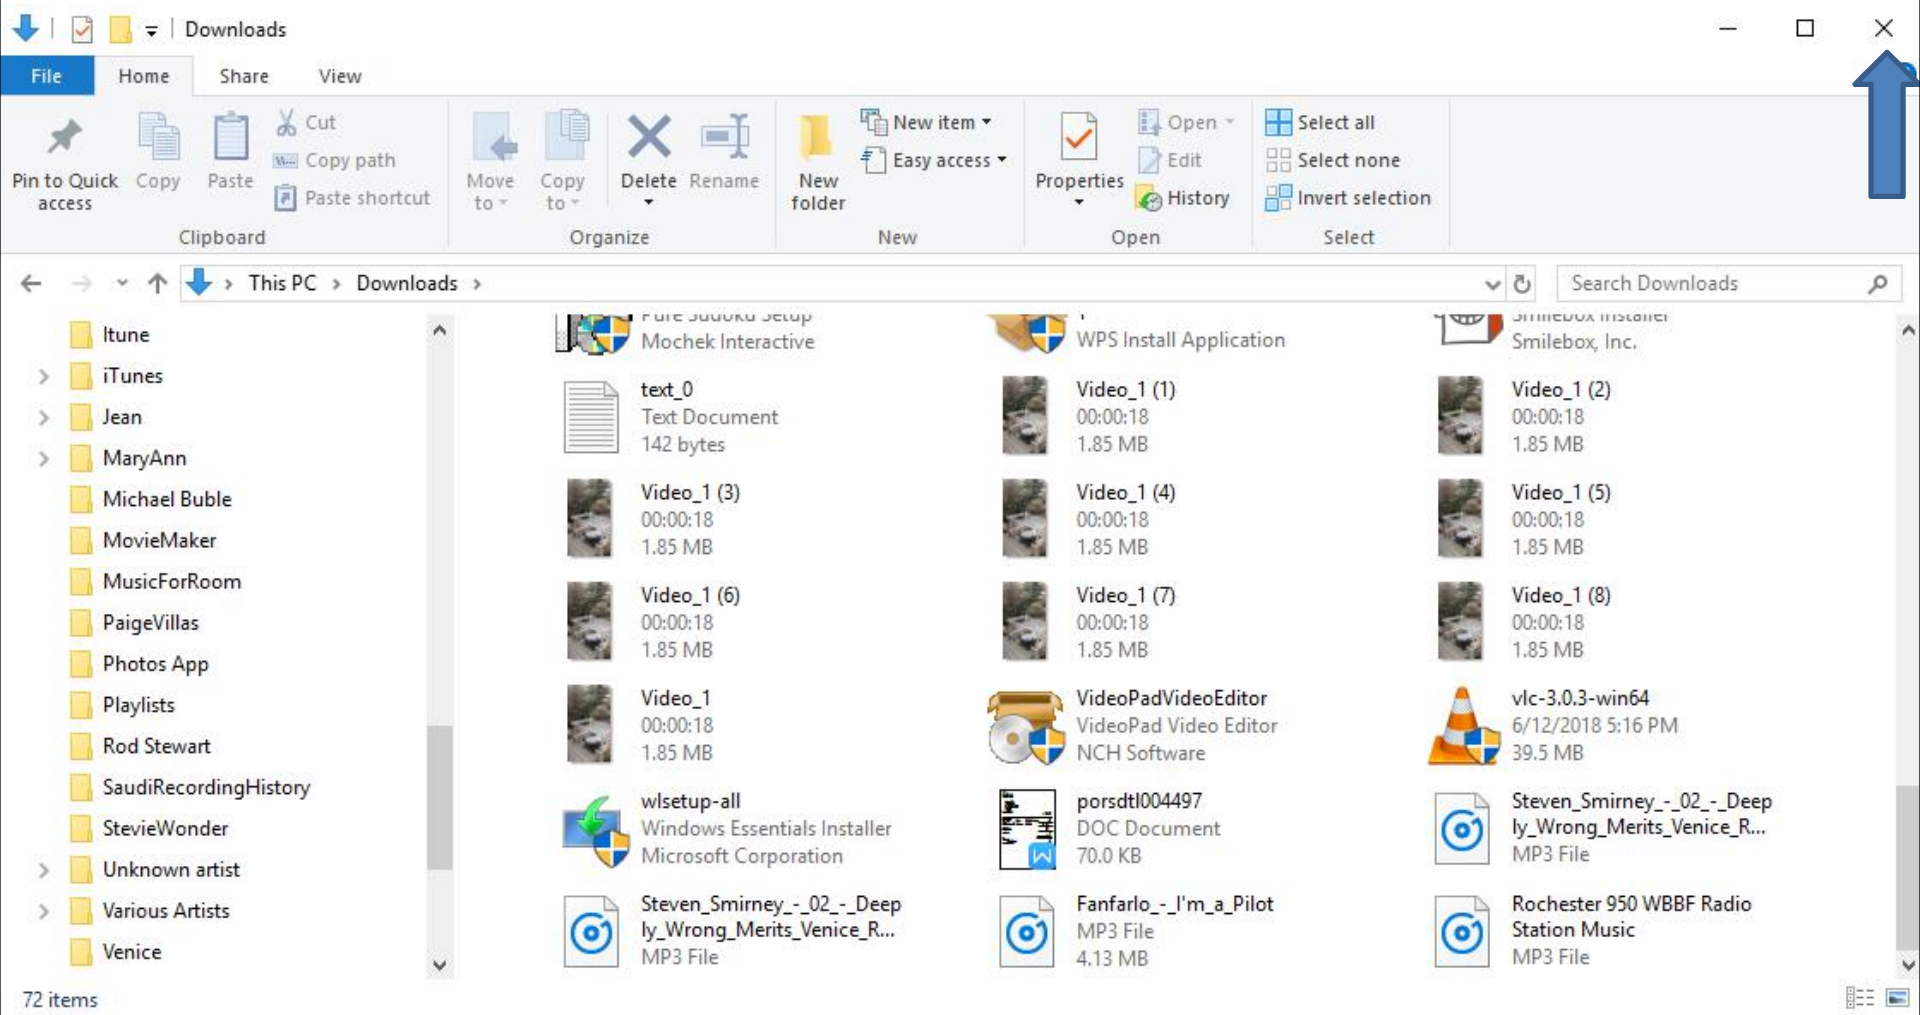 Downloads
File Home Share View
Pin to Quick access
Copy
Paste
Cut
Copy path
Paste shortcut
Clipboard
Move to
Copy to
Delete
Rename
Organize
New folder
New item
Easy access
New
Properties
Open
Edit
History
Open
Select all
Select none
Invert selection
Select
This PC > Downloads >
Search Downloads
Itune
iTunes
Jean
MaryAnn
Michael Buble
MovieMaker
MusicForRoom
PaigeVillas
Photos App
Playlists
Rod Stewart
SaudiRecordingHistory
StevieWonder
Unknown artist
Various Artists
Venice
Pure Sudoku Setup
Mochek Interactive
WPS Install Application
Smilebox Installer
Smilebox, Inc.
text_0
Text Document
142 bytes
Video_1 (1)
00:00:18
1.85 MB
Video_1 (2)
00:00:18
1.85 MB
Video_1 (3)
00:00:18
1.85 MB
Video_1 (4)
00:00:18
1.85 MB
Video_1 (5)
00:00:18
1.85 MB
Video_1 (6)
00:00:18
1.85 MB
Video_1 (7)
00:00:18
1.85 MB
Video_1 (8)
00:00:18
1.85 MB
Video_1
00:00:18
1.85 MB
VideoPadVideoEditor
VideoPad Video Editor
NCH Software
vlc-3.0.3-win64
6/12/2018 5:16 PM
39.5 MB
wlsetup-all
Windows Essentials Installer
Microsoft Corporation
porsdtl004497
DOC Document
70.0 KB
Steven_Smirney_-_02_-_Deep
ly_Wrong_Merits_Venice_R...
MP3 File
Steven_Smirney_-_02_-_Deep
ly_Wrong_Merits_Venice_R...
MP3 File
Fanfarlo_-_I'm_a_Pilot
MP3 File
4.13 MB
Rochester 950 WBBF Radio
Station Music
MP3 File
72 items